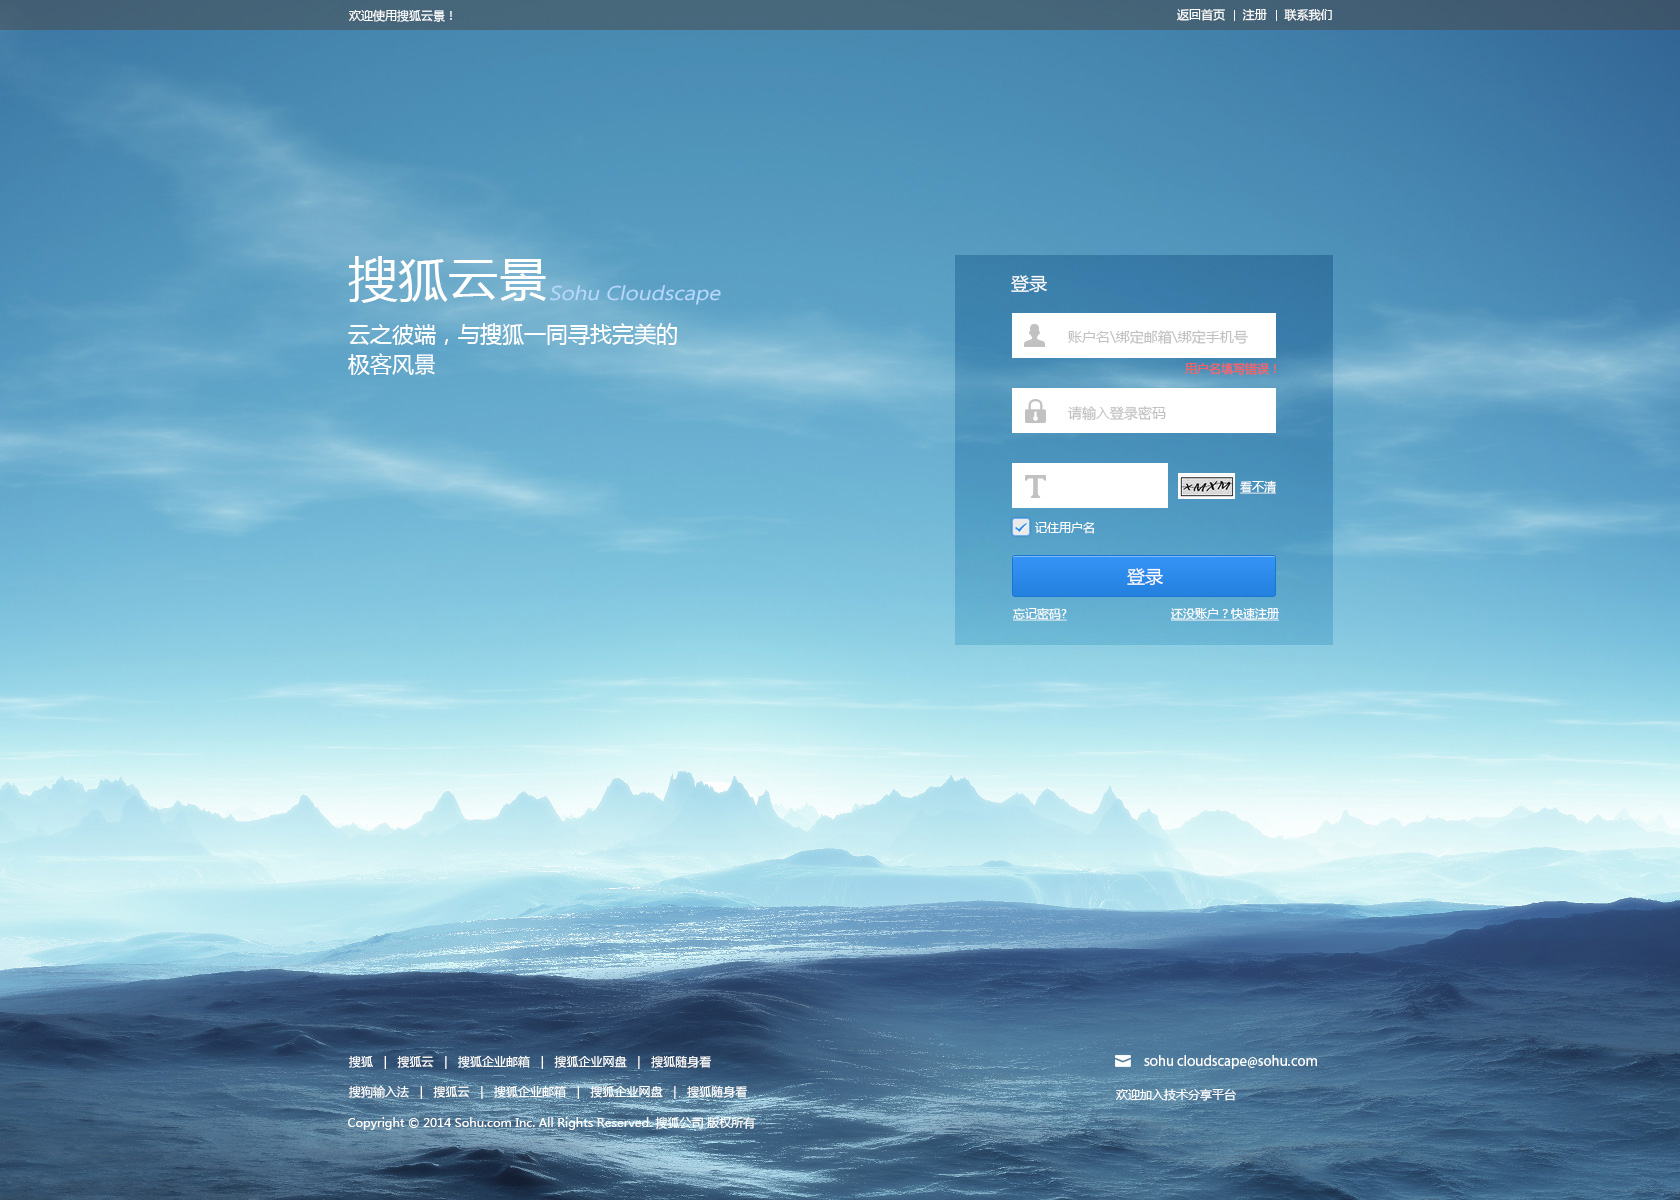 欢迎使用搜狐云景！
返回首页 | 注册 | 联系我们
搜狐云景 Sohu Cloudscape
云之彼端，与搜狐一同寻找完美的
极客风景
登录
账户名\绑定邮箱\绑定手机号
用户名填写错误！
请输入登录密码
T
XMXM 看不清
记住用户名
登录
忘记密码? 还没账户？快速注册
搜狐 | 搜狐云 | 搜狐企业邮箱 | 搜狐企业网盘 | 搜狐随身看
sohu cloudscape@sohu.com
搜狗输入法 | 搜狐云 | 搜狐企业邮箱 | 搜狐企业网盘 | 搜狐随身看
欢迎加入技术分享平台
Copyright © 2014 Sohu.com Inc. All Rights Reserved. 搜狐公司 版权所有